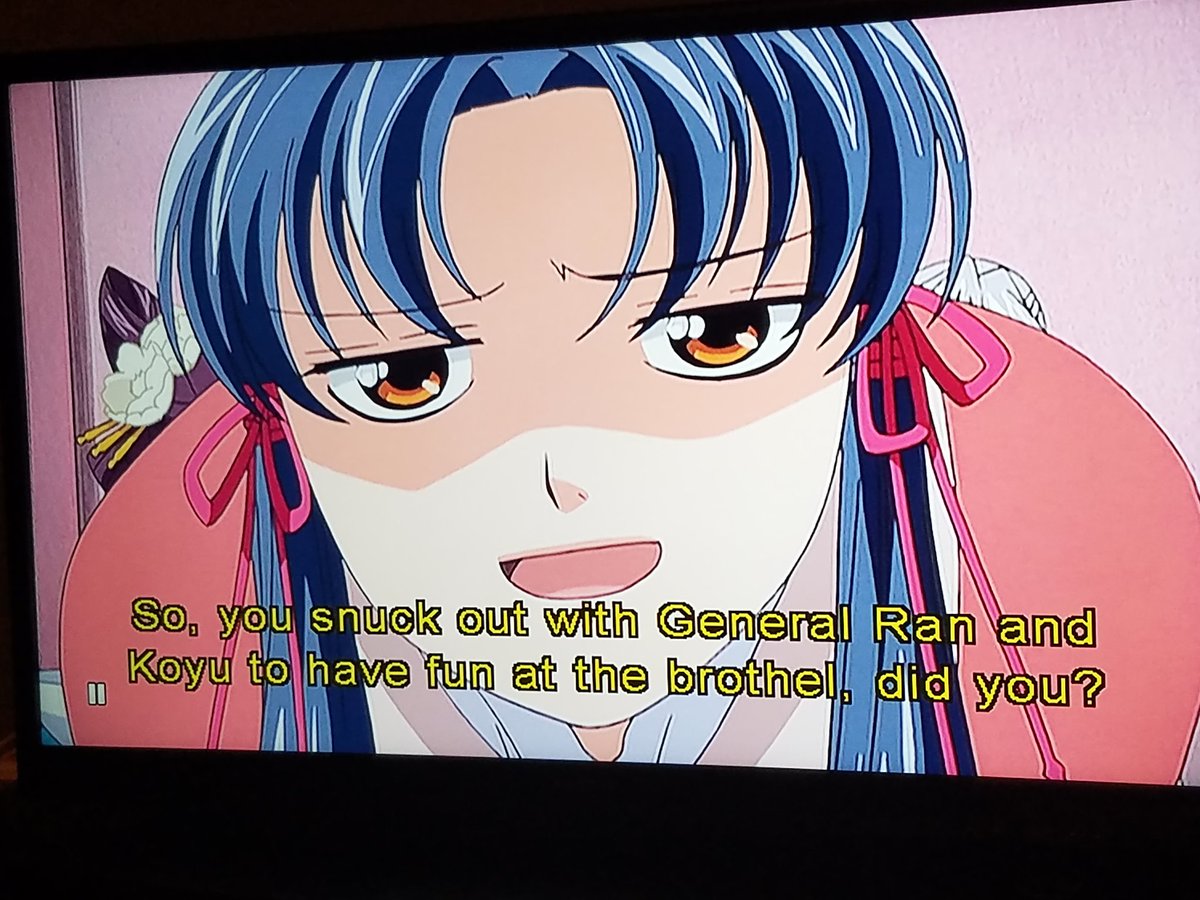 So, you snuck out with General Ran and
Koyu to have fun at the brothel, did you?